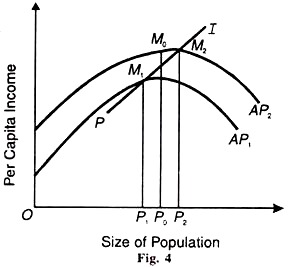 I
M₀
M₂
M₁
P
AP₂
AP₁
Per Capita Income
O
P₁ P₀ P₂
Size of Population
Fig. 4